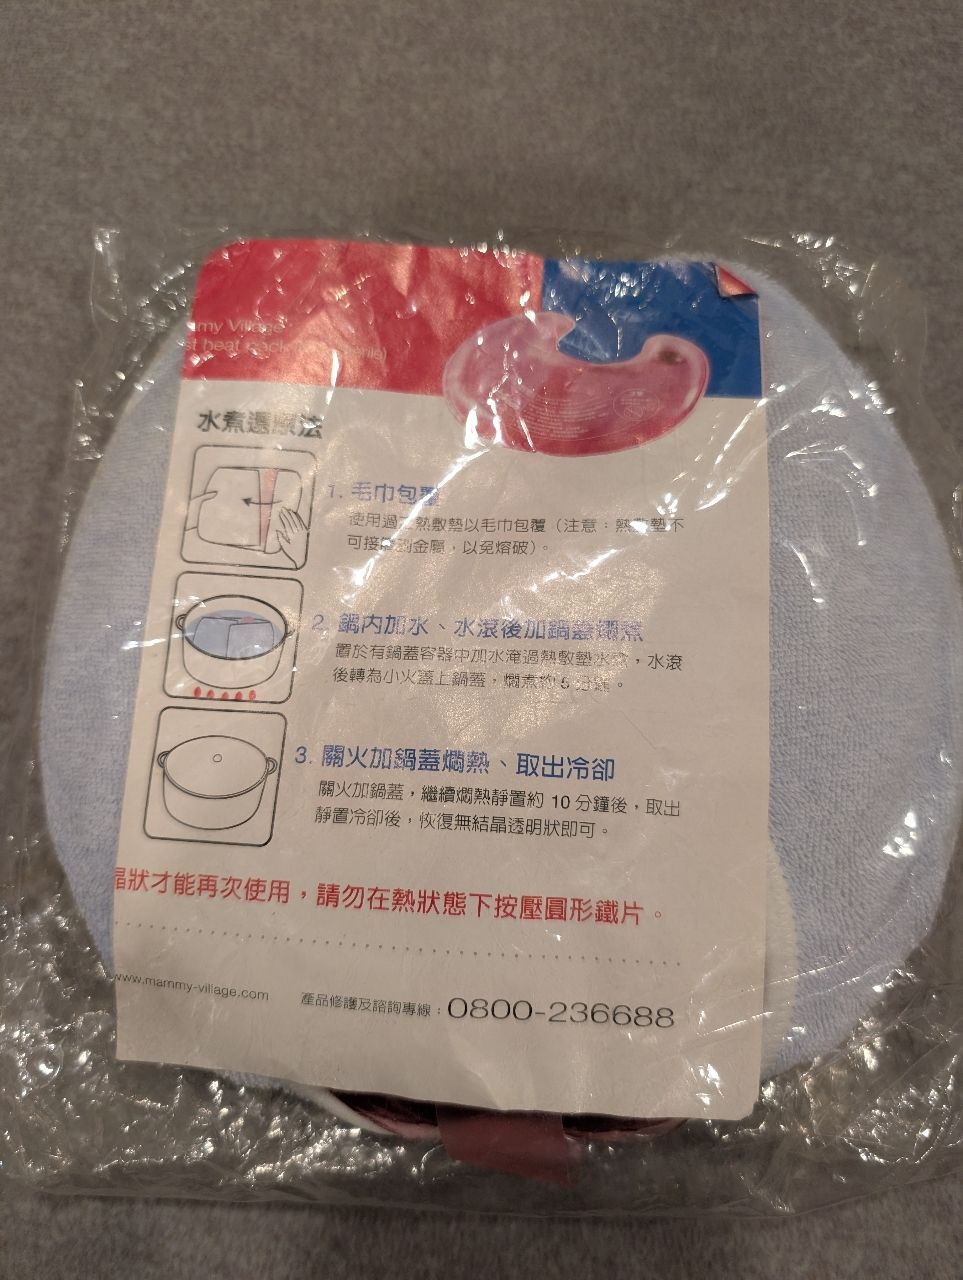 my Village
st heat pack
水煮還原法
1. 毛巾包覆
使用過之熱敷墊以毛巾包覆（注意：熱敷墊不
可接觸到金屬，以免熔破）。
2. 鍋內加水、水滾後加鍋蓋燜煮
置於有鍋蓋容器中加水淹過熱敷墊水煮，水滾
後轉為小火蓋上鍋蓋，燜煮約 5 分鐘。
3. 關火加鍋蓋燜熱、取出冷卻
關火加鍋蓋，繼續燜熱靜置約 10 分鐘後，取出
靜置冷卻後，恢復無結晶透明狀即可。
晶狀才能再次使用，請勿在熱狀態下按壓圓形鐵片。
www.mammy-village.com
產品修護及諮詢專線：0800-236688